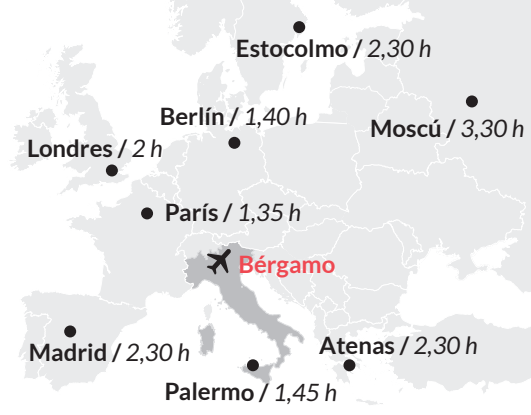 Estocolmo / 2,30 h
Berlín / 1,40 h
Moscú / 3,30 h
Londres / 2 h
París / 1,35 h
Bérgamo
Madrid / 2,30 h
Atenas / 2,30 h
Palermo / 1,45 h